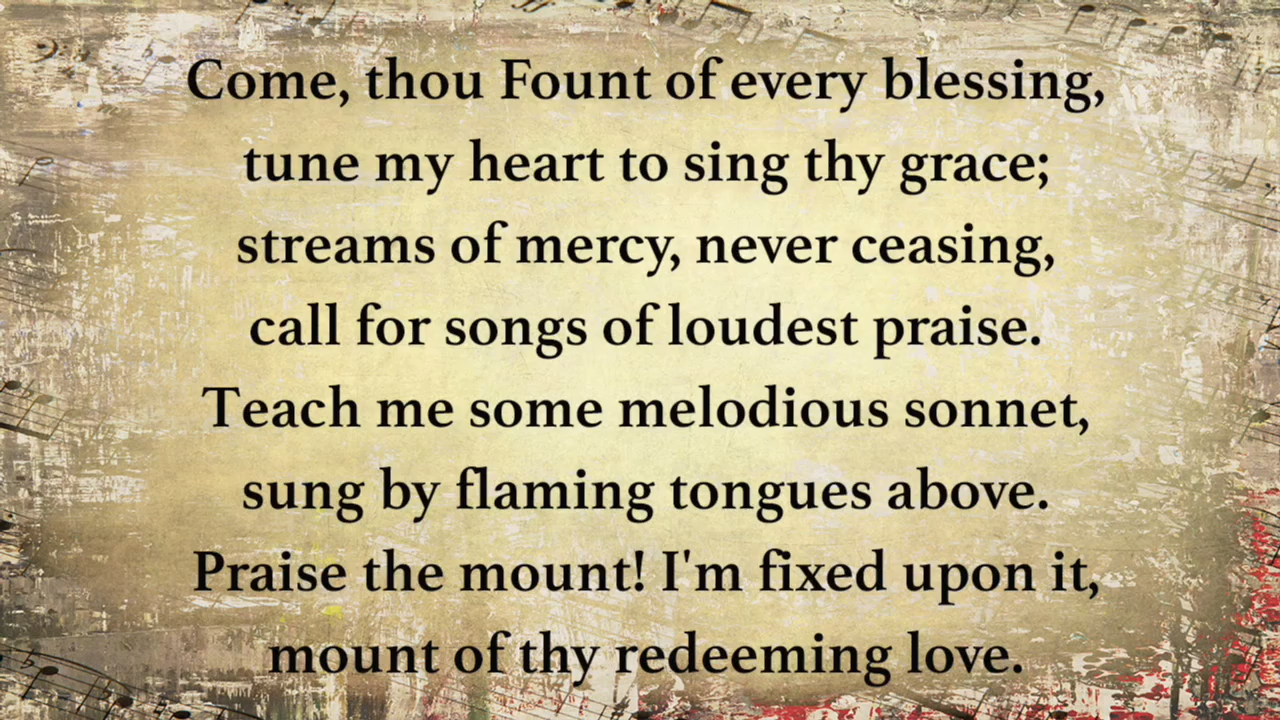 Come, thou Fount of every blessing,
tune my heart to sing thy grace;
streams of mercy, never ceasing,
call for songs of loudest praise.
Teach me some melodious sonnet,
sung by flaming tongues above.
Praise the mount! I'm fixed upon it,
mount of thy redeeming love.